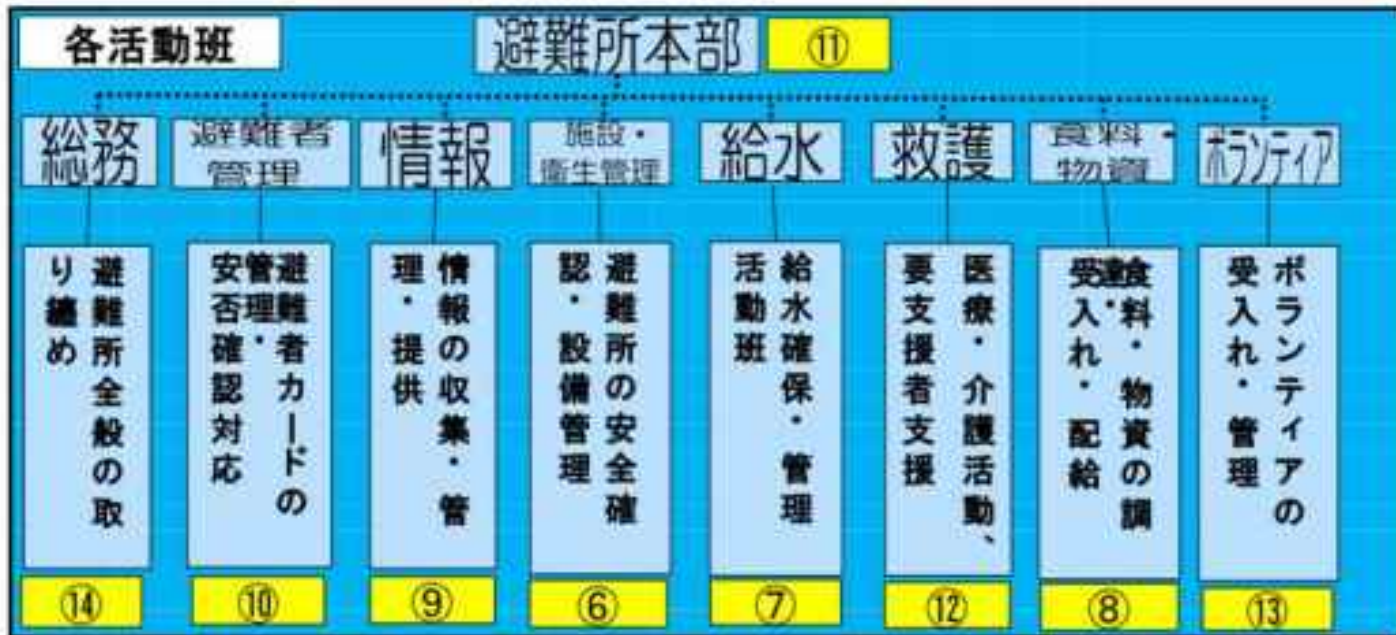 各活動班
避難所本部
⑪
総務
避難者
管理
情報
施設・
衛生管理
給水
救護
食料・
物資
ボランティア
避難所全般の取
り纏め
避難者カードの
管理・
安否確認対応
情報の収集・管
理・提供
避難所の安全確
認・設備管理
給水確保・管理
活動班
医療・介護活動、
要支援者支援
食料・物資の調
達・
受入れ・配給
ボランティアの
受入れ・管理
⑭
⑩
⑨
⑥
⑦
⑫
⑧
⑬